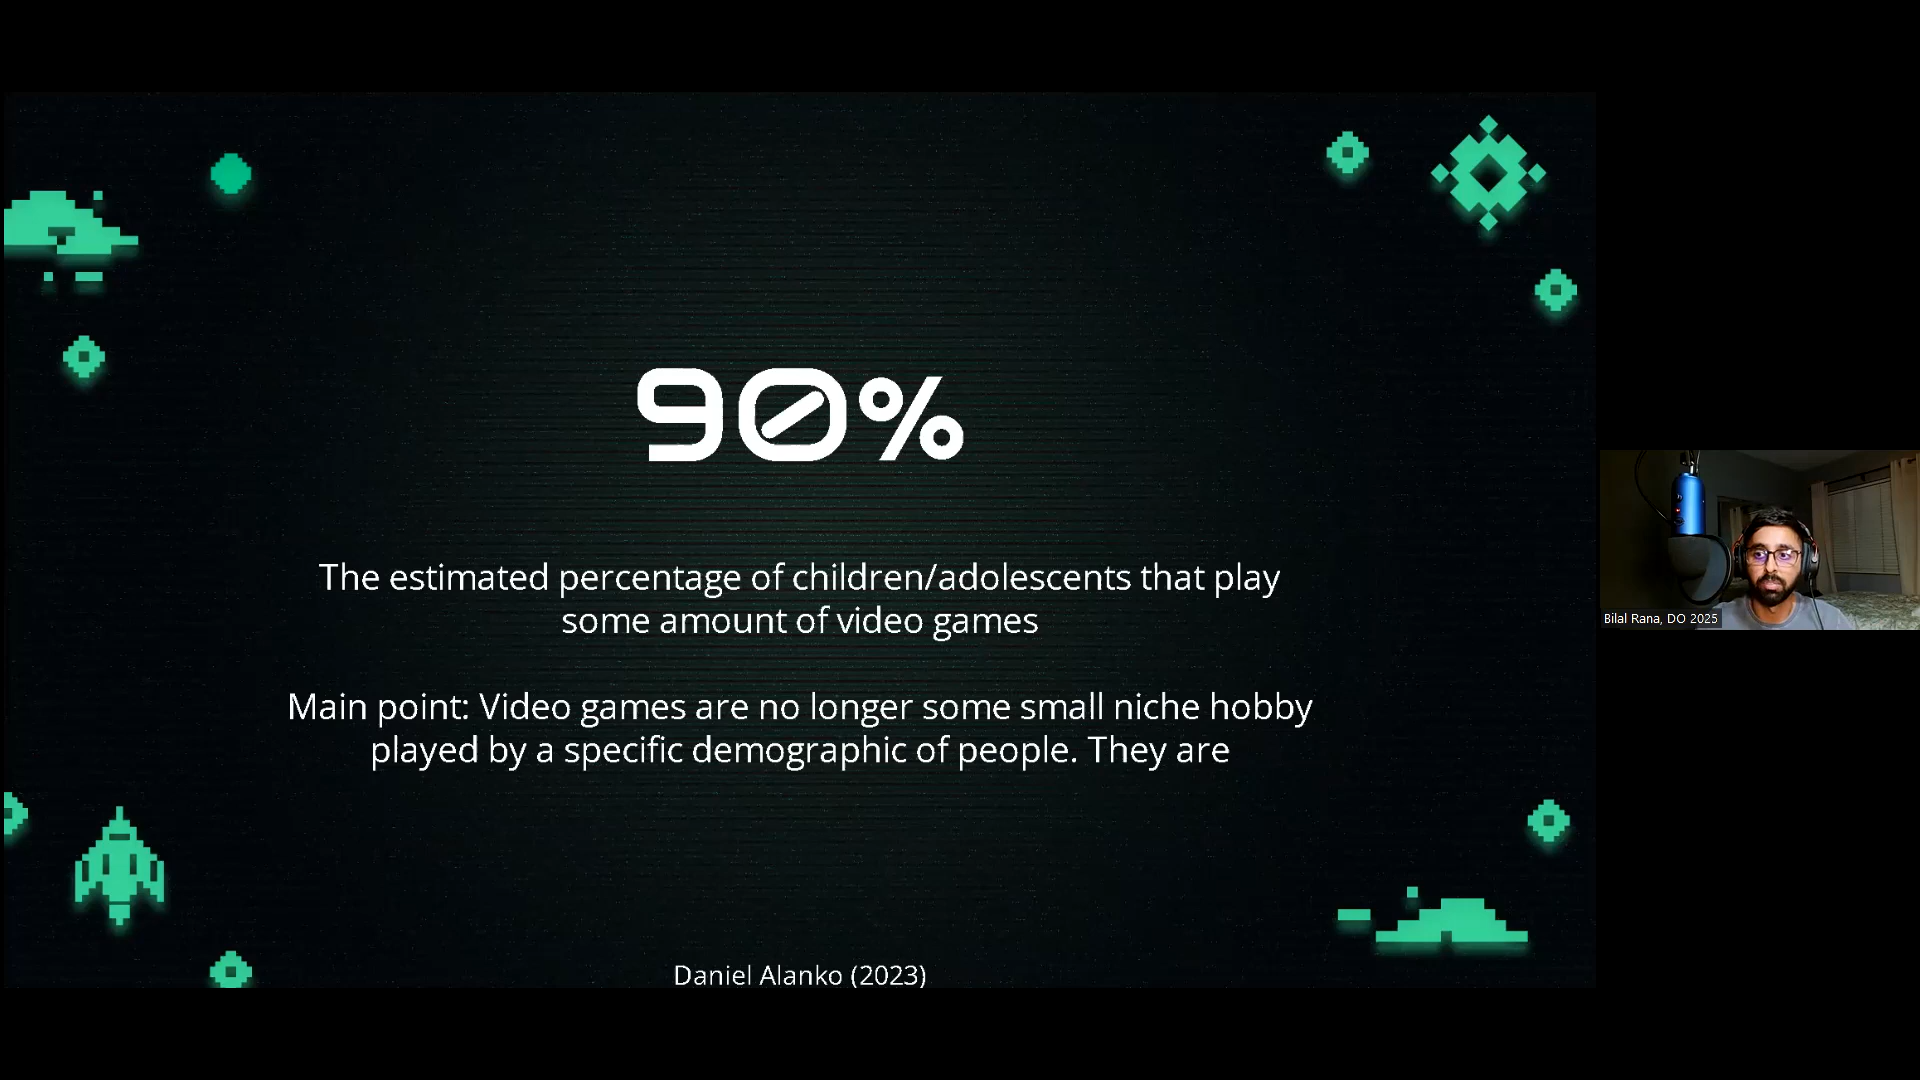 90%
The estimated percentage of children/adolescents that play
some amount of video games
Main point: Video games are no longer some small niche hobby
played by a specific demographic of people. They are
Daniel Alanko (2023)
Bilal Rana, DO 2025